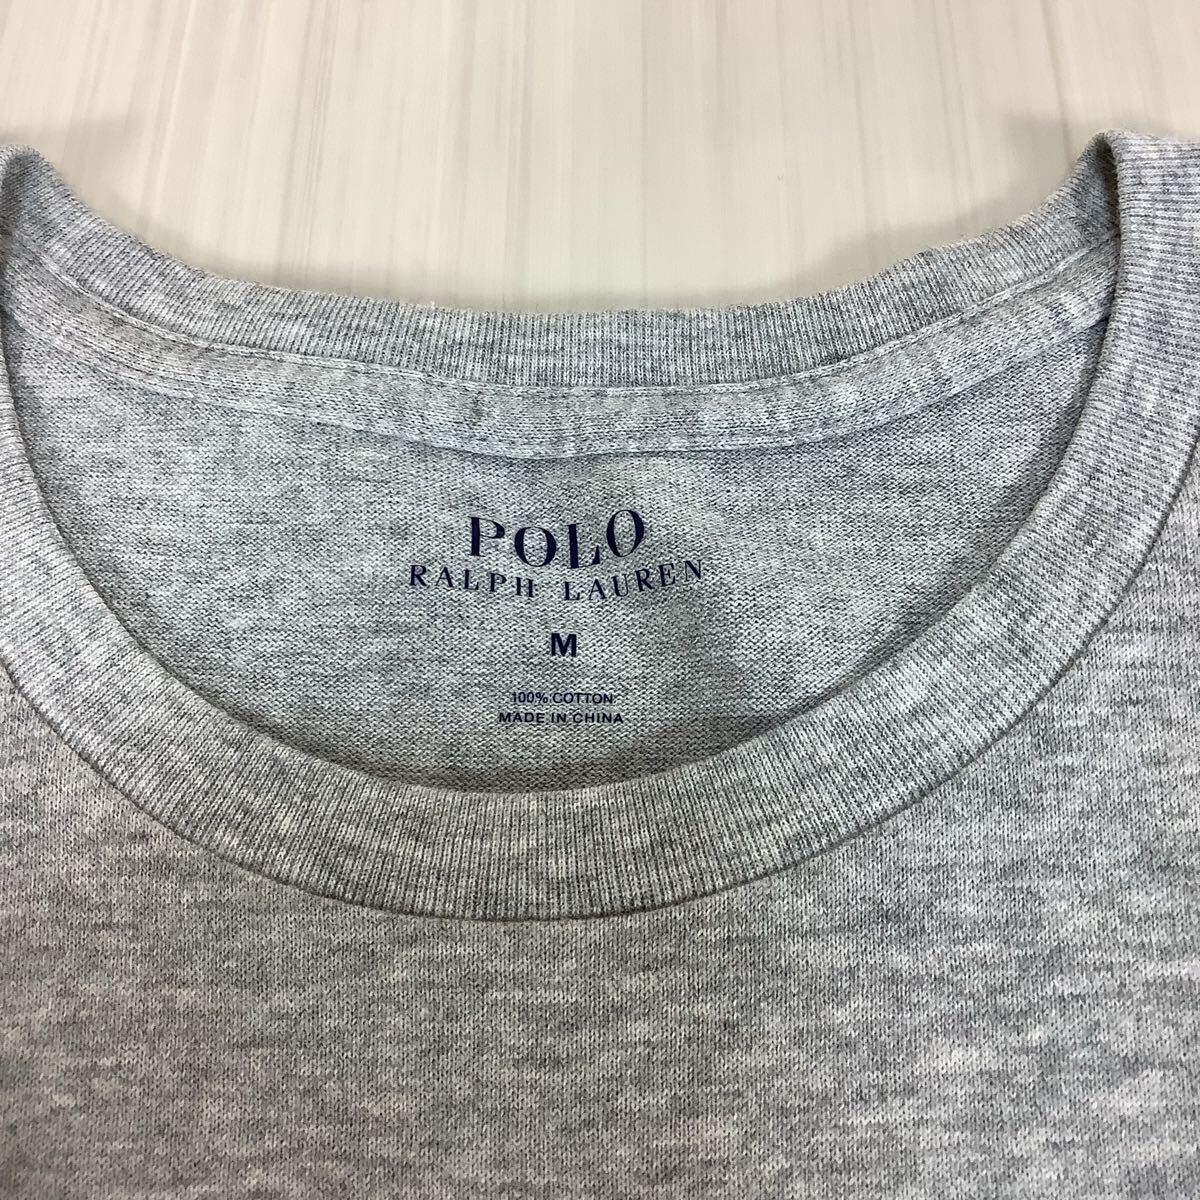 POLO
RALPH LAUREN
M
100% COTTON
MADE IN CHINA